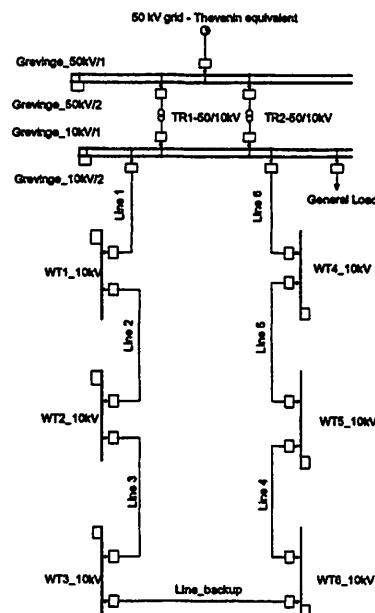 50 kV grid - Thevenin equivalent
Grevinge_50kV/1
Grevinge_50kV/2
TR1-50/10kV
TR2-50/10kV
Grevinge_10kV/1
Grevinge_10kV/2
Line 1
Line 6
General Load
WT1_10kV
WT4_10kV
Line 2
Line 5
WT2_10kV
WT5_10kV
Line 3
Line 4
WT3_10kV
Line_backup
WT6_10kV